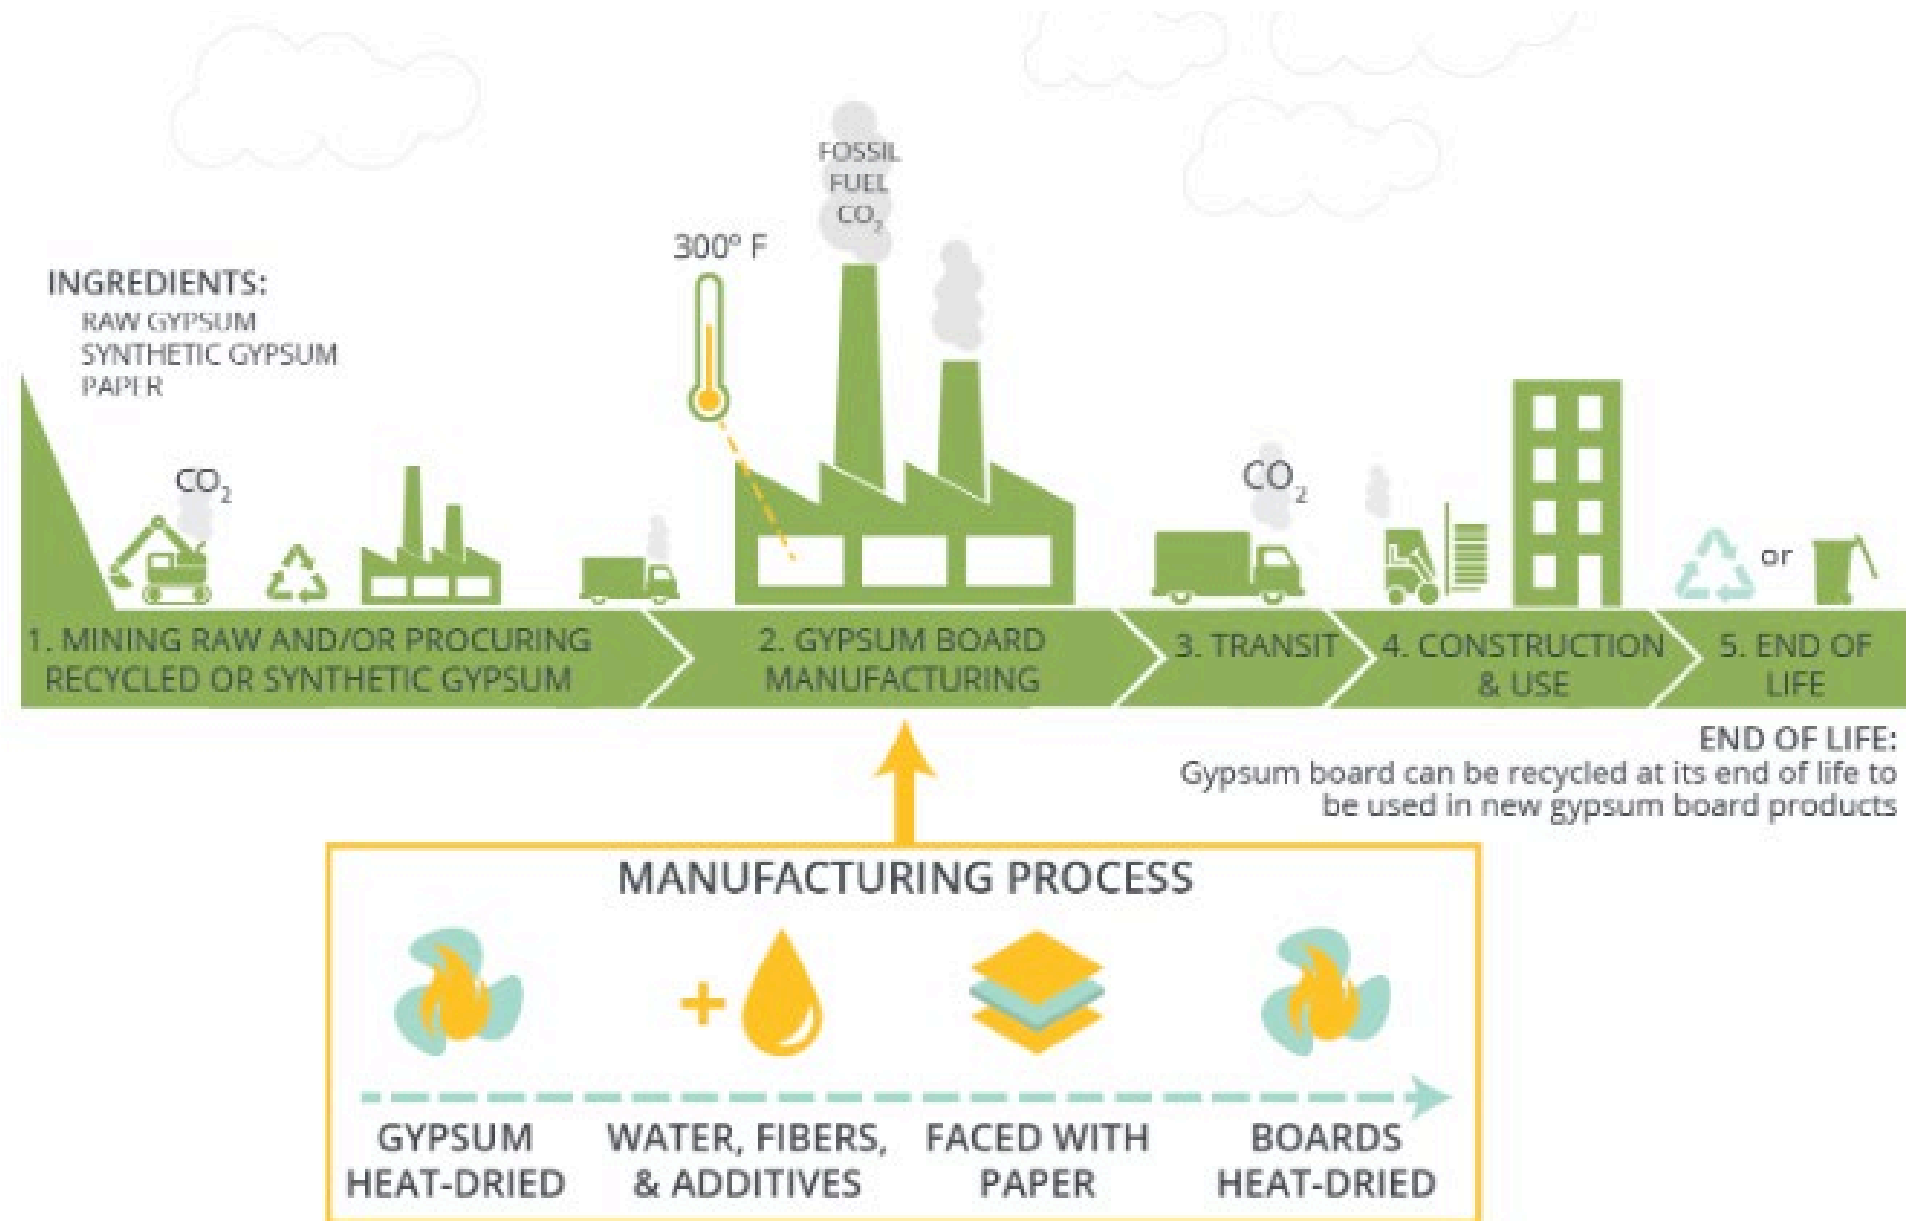 FOSSIL
FUEL
CO₂
300° F
INGREDIENTS:
RAW GYPSUM
SYNTHETIC GYPSUM
PAPER
CO₂
CO₂
or
1. MINING RAW AND/OR PROCURING
RECYCLED OR SYNTHETIC GYPSUM
2. GYPSUM BOARD
MANUFACTURING
3. TRANSIT
4. CONSTRUCTION
& USE
5. END OF
LIFE
END OF LIFE:
Gypsum board can be recycled at its end of life to
be used in new gypsum board products
MANUFACTURING PROCESS
+
GYPSUM
HEAT-DRIED
WATER, FIBERS,
& ADDITIVES
FACED WITH
PAPER
BOARDS
HEAT-DRIED